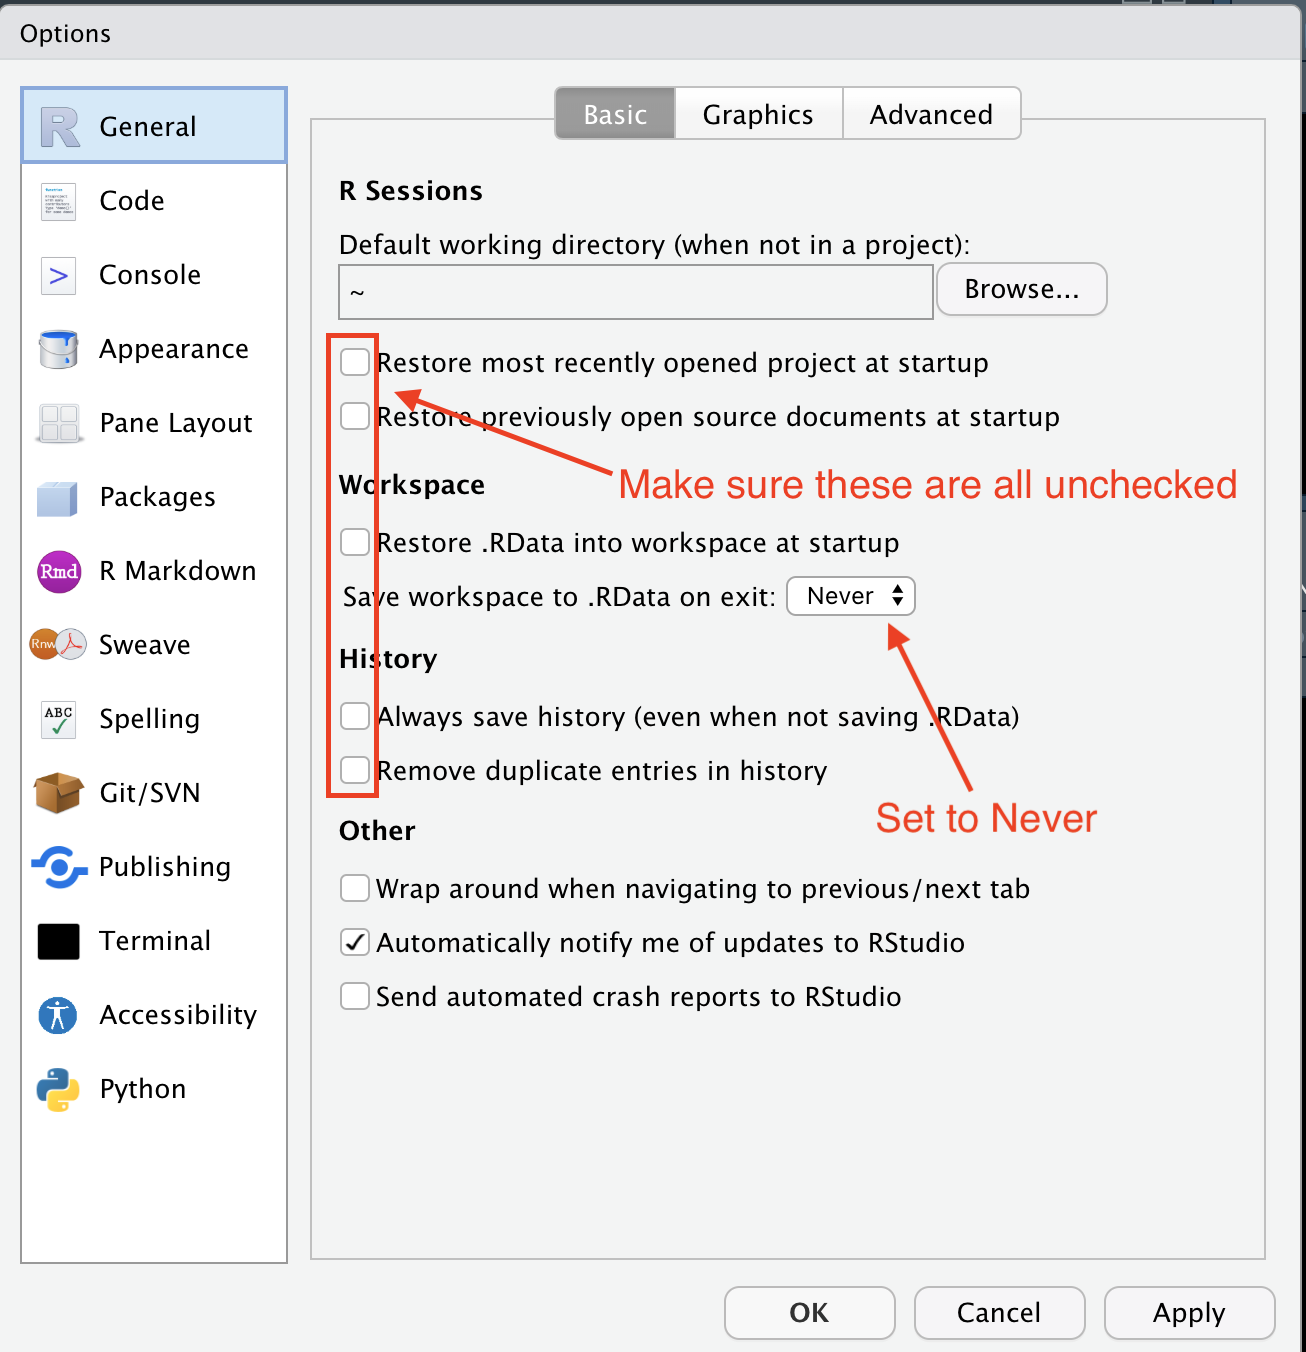 Options
General
Code
Console
Appearance
Pane Layout
Packages
Rmd R Markdown
Rnw Sweave
ABC Spelling
Git/SVN
Publishing
Terminal
Accessibility
Python
Basic Graphics Advanced
R Sessions
Default working directory (when not in a project):
~ Browse...
Restore most recently opened project at startup
Restore previously open source documents at startup
Make sure these are all unchecked
Workspace
Restore .RData into workspace at startup
Save workspace to .RData on exit: Never
History
Always save history (even when not saving .RData)
Remove duplicate entries in history
Set to Never
Other
Wrap around when navigating to previous/next tab
Automatically notify me of updates to RStudio
Send automated crash reports to RStudio
OK Cancel Apply